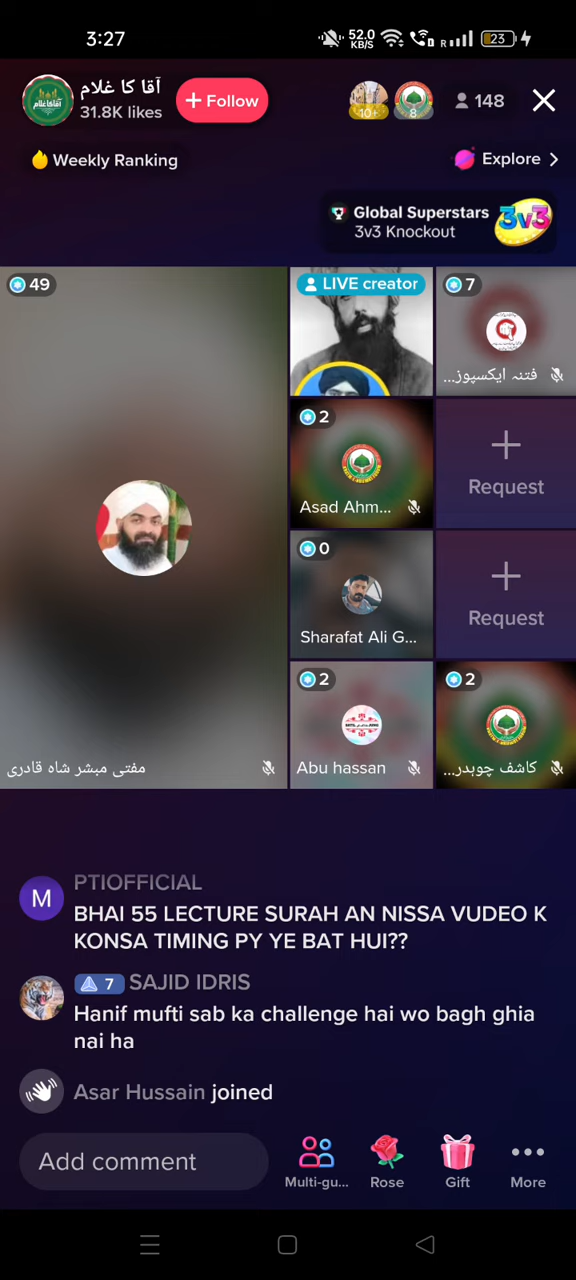 3:27
52.0
KB/S
R
23
آقا کا غلام
31.8K likes
+ Follow
10+
8
148
Weekly Ranking
Explore
Global Superstars
3v3 Knockout
3v3
49
LIVE creator
7
فتنہ ایکسپوز...
2
Asad Ahm...
Request
0
Sharafat Ali G...
Request
مفتی مبشر شاہ قادری
2
Abu hassan
2
کاشف چوہدر...
M
PTIOFFICIAL
BHAI 55 LECTURE SURAH AN NISSA VUDEO K
KONSA TIMING PY YE BAT HUI??
7 SAJID IDRIS
Hanif mufti sab ka challenge hai wo bagh ghia
nai ha
Asar Hussain joined
Add comment
Multi-gu...
Rose
Gift
More